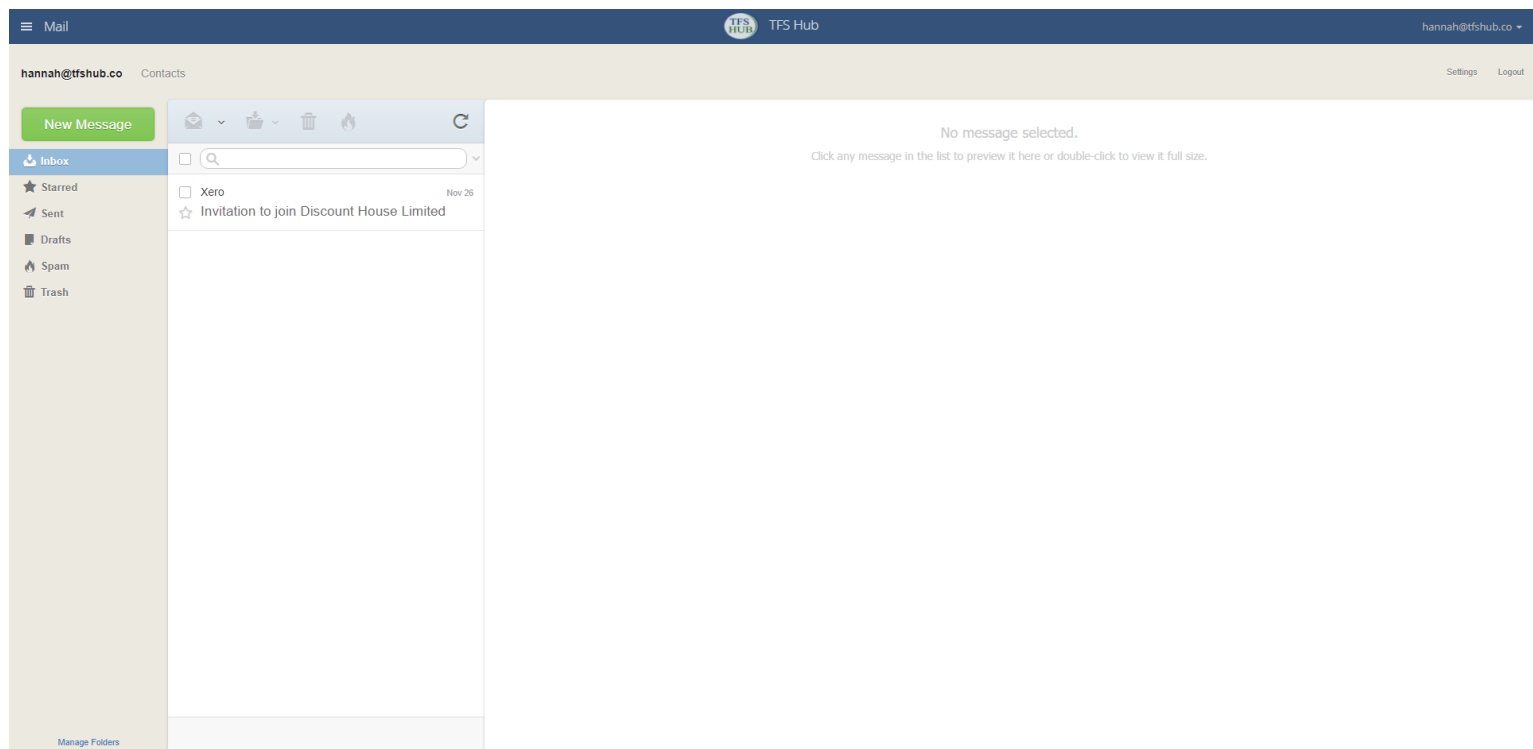 Mail
TFS HUB
TFS Hub
hannah@tfshub.co
hannah@tfshub.co
Contacts
Settings
Logout
New Message
Inbox
Starred
Sent
Drafts
Spam
Trash
Manage Folders
Xero
Nov 26
Invitation to join Discount House Limited
No message selected.
Click any message in the list to preview it here or double-click to view it full size.